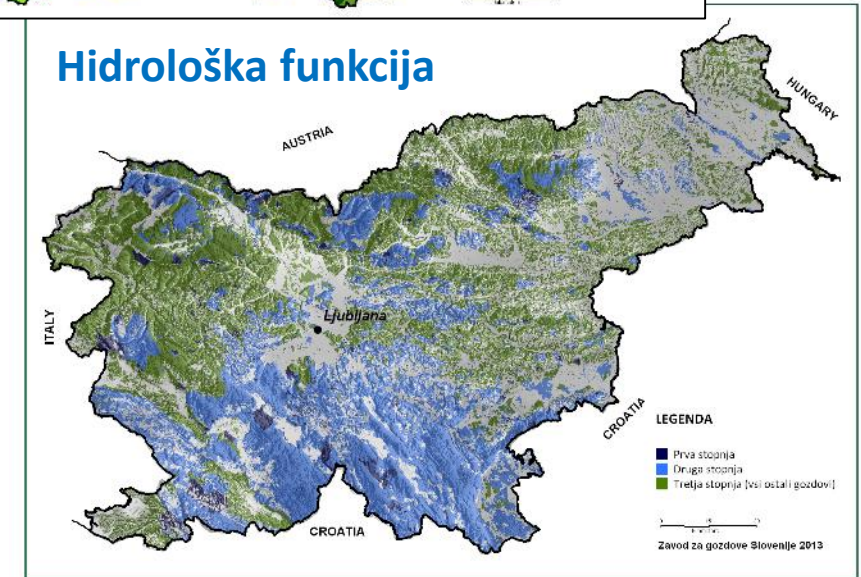 Hidrološka funkcija
AUSTRIA
HUNGARY
ITALY
Ljubljana
CROATIA
CROATIA
LEGENDA
Prva stopnja
Druga stopnja
Tretja stopnja (vsi ostali gozdovi)
Zavod za gozdove Slovenije 2013